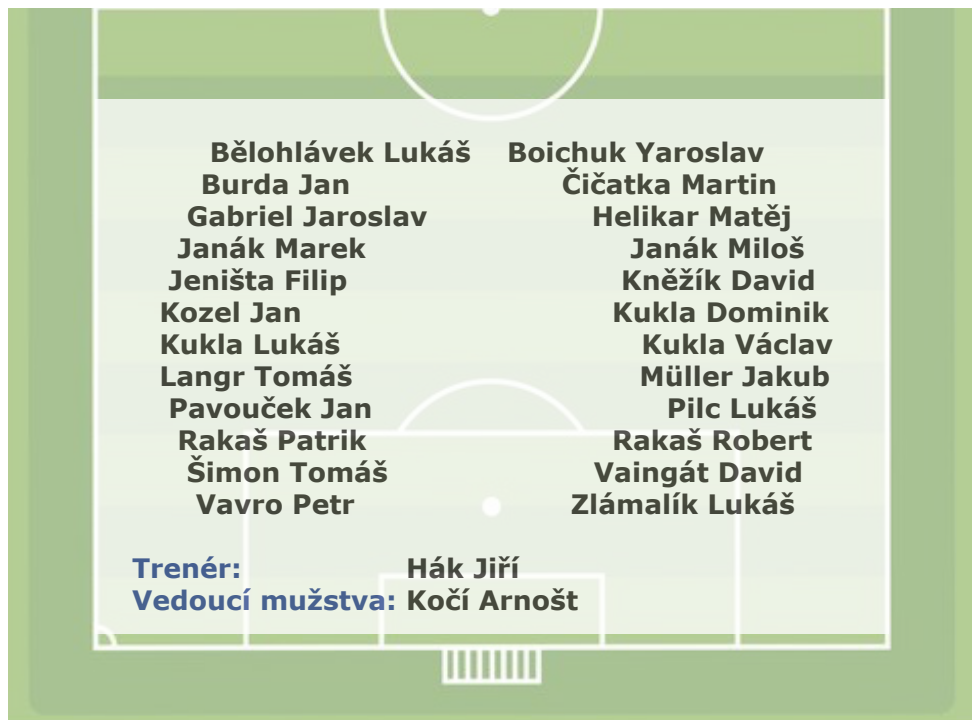 Bělohlávek Lukáš Boichuk Yaroslav
Burda Jan Čičatka Martin
Gabriel Jaroslav Helikar Matěj
Janák Marek Janák Miloš
Jeništa Filip Kněžík David
Kozel Jan Kukla Dominik
Kukla Lukáš Kukla Václav
Langr Tomáš Müller Jakub
Pavouček Jan Pilc Lukáš
Rakaš Patrik Rakaš Robert
Šimon Tomáš Vaingát David
Vavro Petr Zlámalík Lukáš
Trenér: Hák Jiří
Vedoucí mužstva: Kočí Arnošt